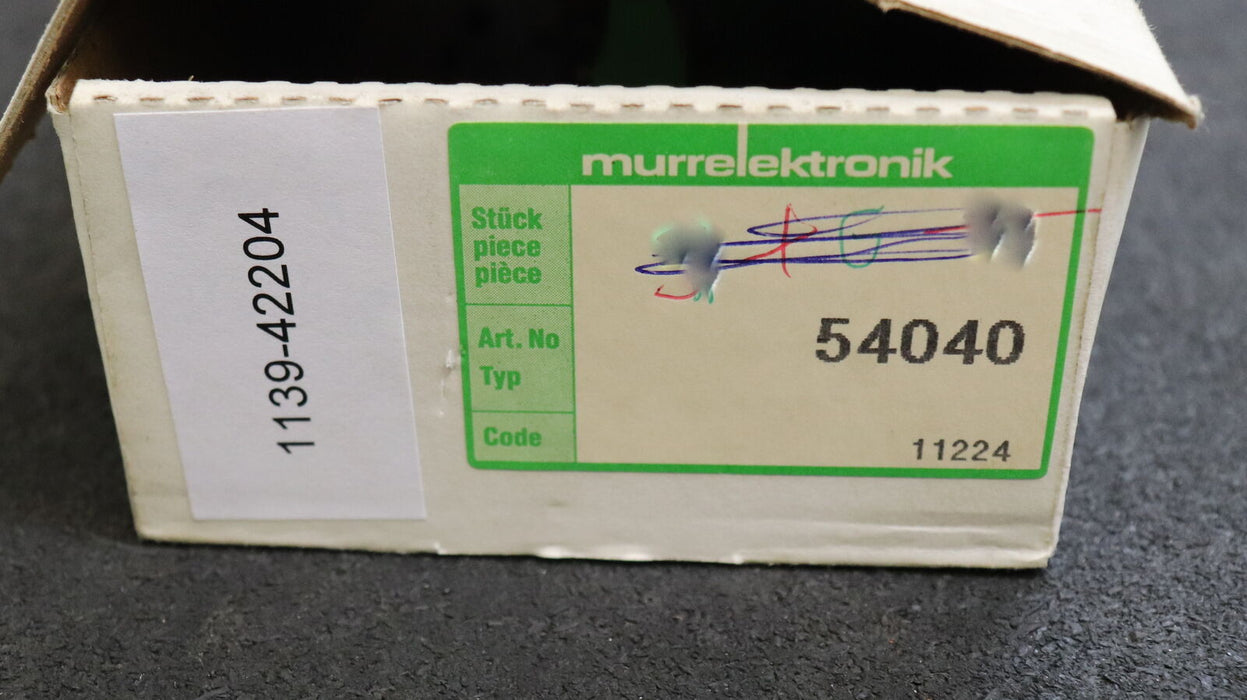 1139-42204
murrelektronik
Stück
piece
pièce
Art. No
54040
Typ
Code
11224